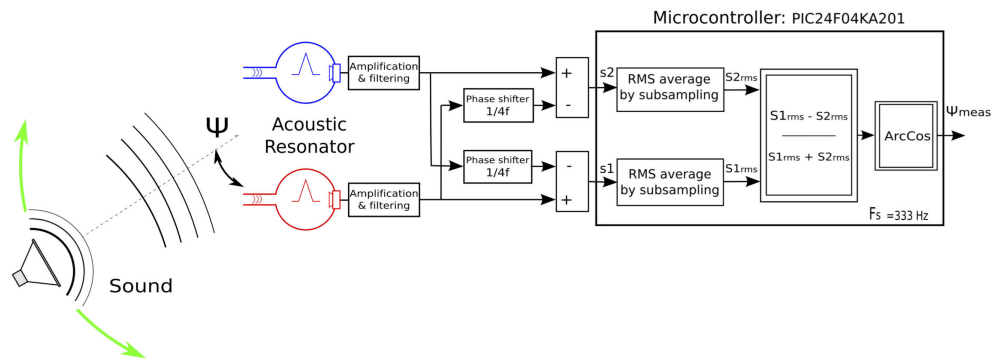 Microcontroller: PIC24F04KA201
Amplification
& filtering
Phase shifter
1/4f
+
-
s2
RMS average
by subsampling
S2rms
Ψ
Acoustic
Resonator
S1rms - S2rms
S1rms + S2rms
ArcCos
Ψmeas
Phase shifter
1/4f
-
+
s1
RMS average
by subsampling
S1rms
Amplification
& filtering
Fs =333 Hz
Sound